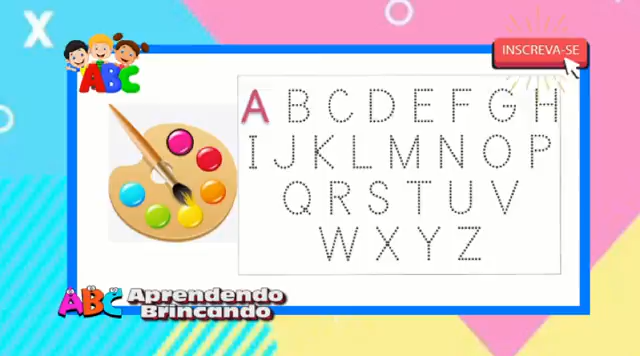 X
INSCREVA-SE
ABC
A B C D E F G H
I J K L M N O P
Q R S T U V
W X Y Z
ABC Aprendendo
Brincando